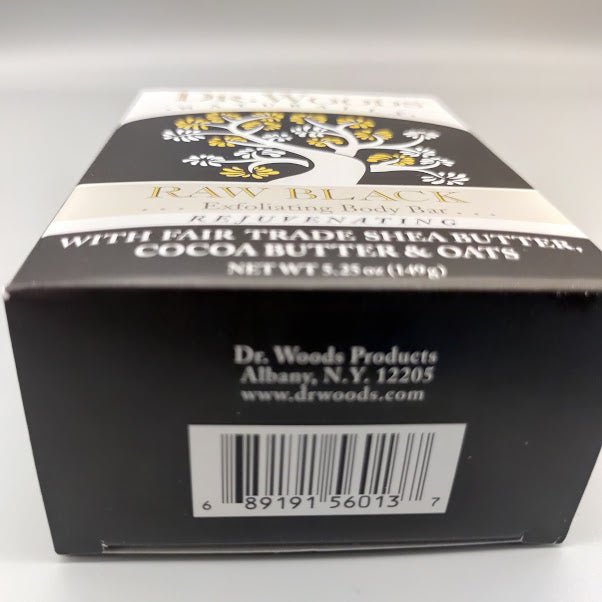 DR. WOODS
NATURALS
RAW BLACK
Exfoliating Body Bar
REJUVENATING
WITH FAIR TRADE SHEA BUTTER,
COCOA BUTTER & OATS
NET WT 5.25 oz (149g)
Dr. Woods Products
Albany, N.Y. 12205
www.drwoods.com
6 89191 56013 7